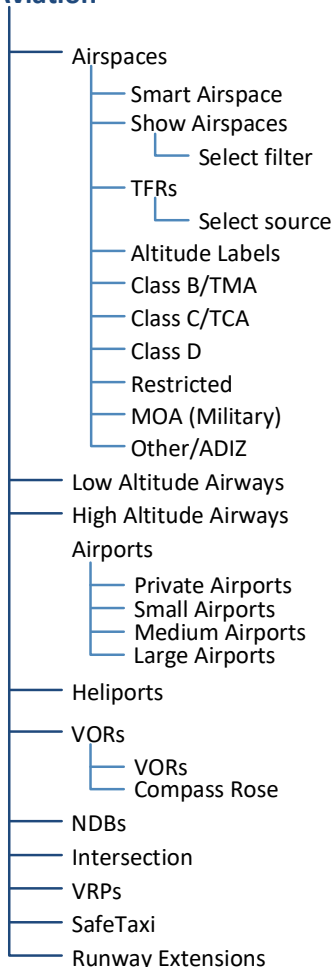 Aviation
Airspaces
Smart Airspace
Show Airspaces
Select filter
TFRs
Select source
Altitude Labels
Class B/TMA
Class C/TCA
Class D
Restricted
MOA (Military)
Other/ADIZ
Low Altitude Airways
High Altitude Airways
Airports
Private Airports
Small Airports
Medium Airports
Large Airports
Heliports
VORs
VORs
Compass Rose
NDBs
Intersection
VRPs
SafeTaxi
Runway Extensions